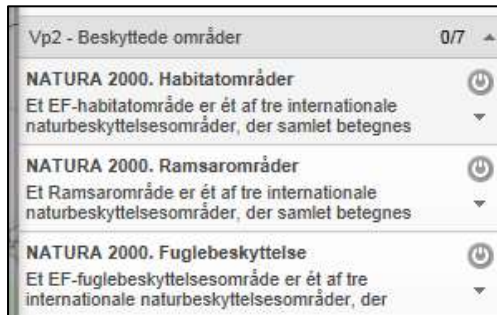 Vp2 - Beskyttede områder 0/7
NATURA 2000. Habitatområder
Et EF-habitatområde er ét af tre internationale
naturbeskyttelsesområder, der samlet betegnes
NATURA 2000. Ramsarområder
Et Ramsarområde er ét af tre internationale
naturbeskyttelsesområder, der samlet betegnes
NATURA 2000. Fuglebeskyttelse
Et EF-fuglebeskyttelsesområde er ét af tre
internationale naturbeskyttelsesområder, der